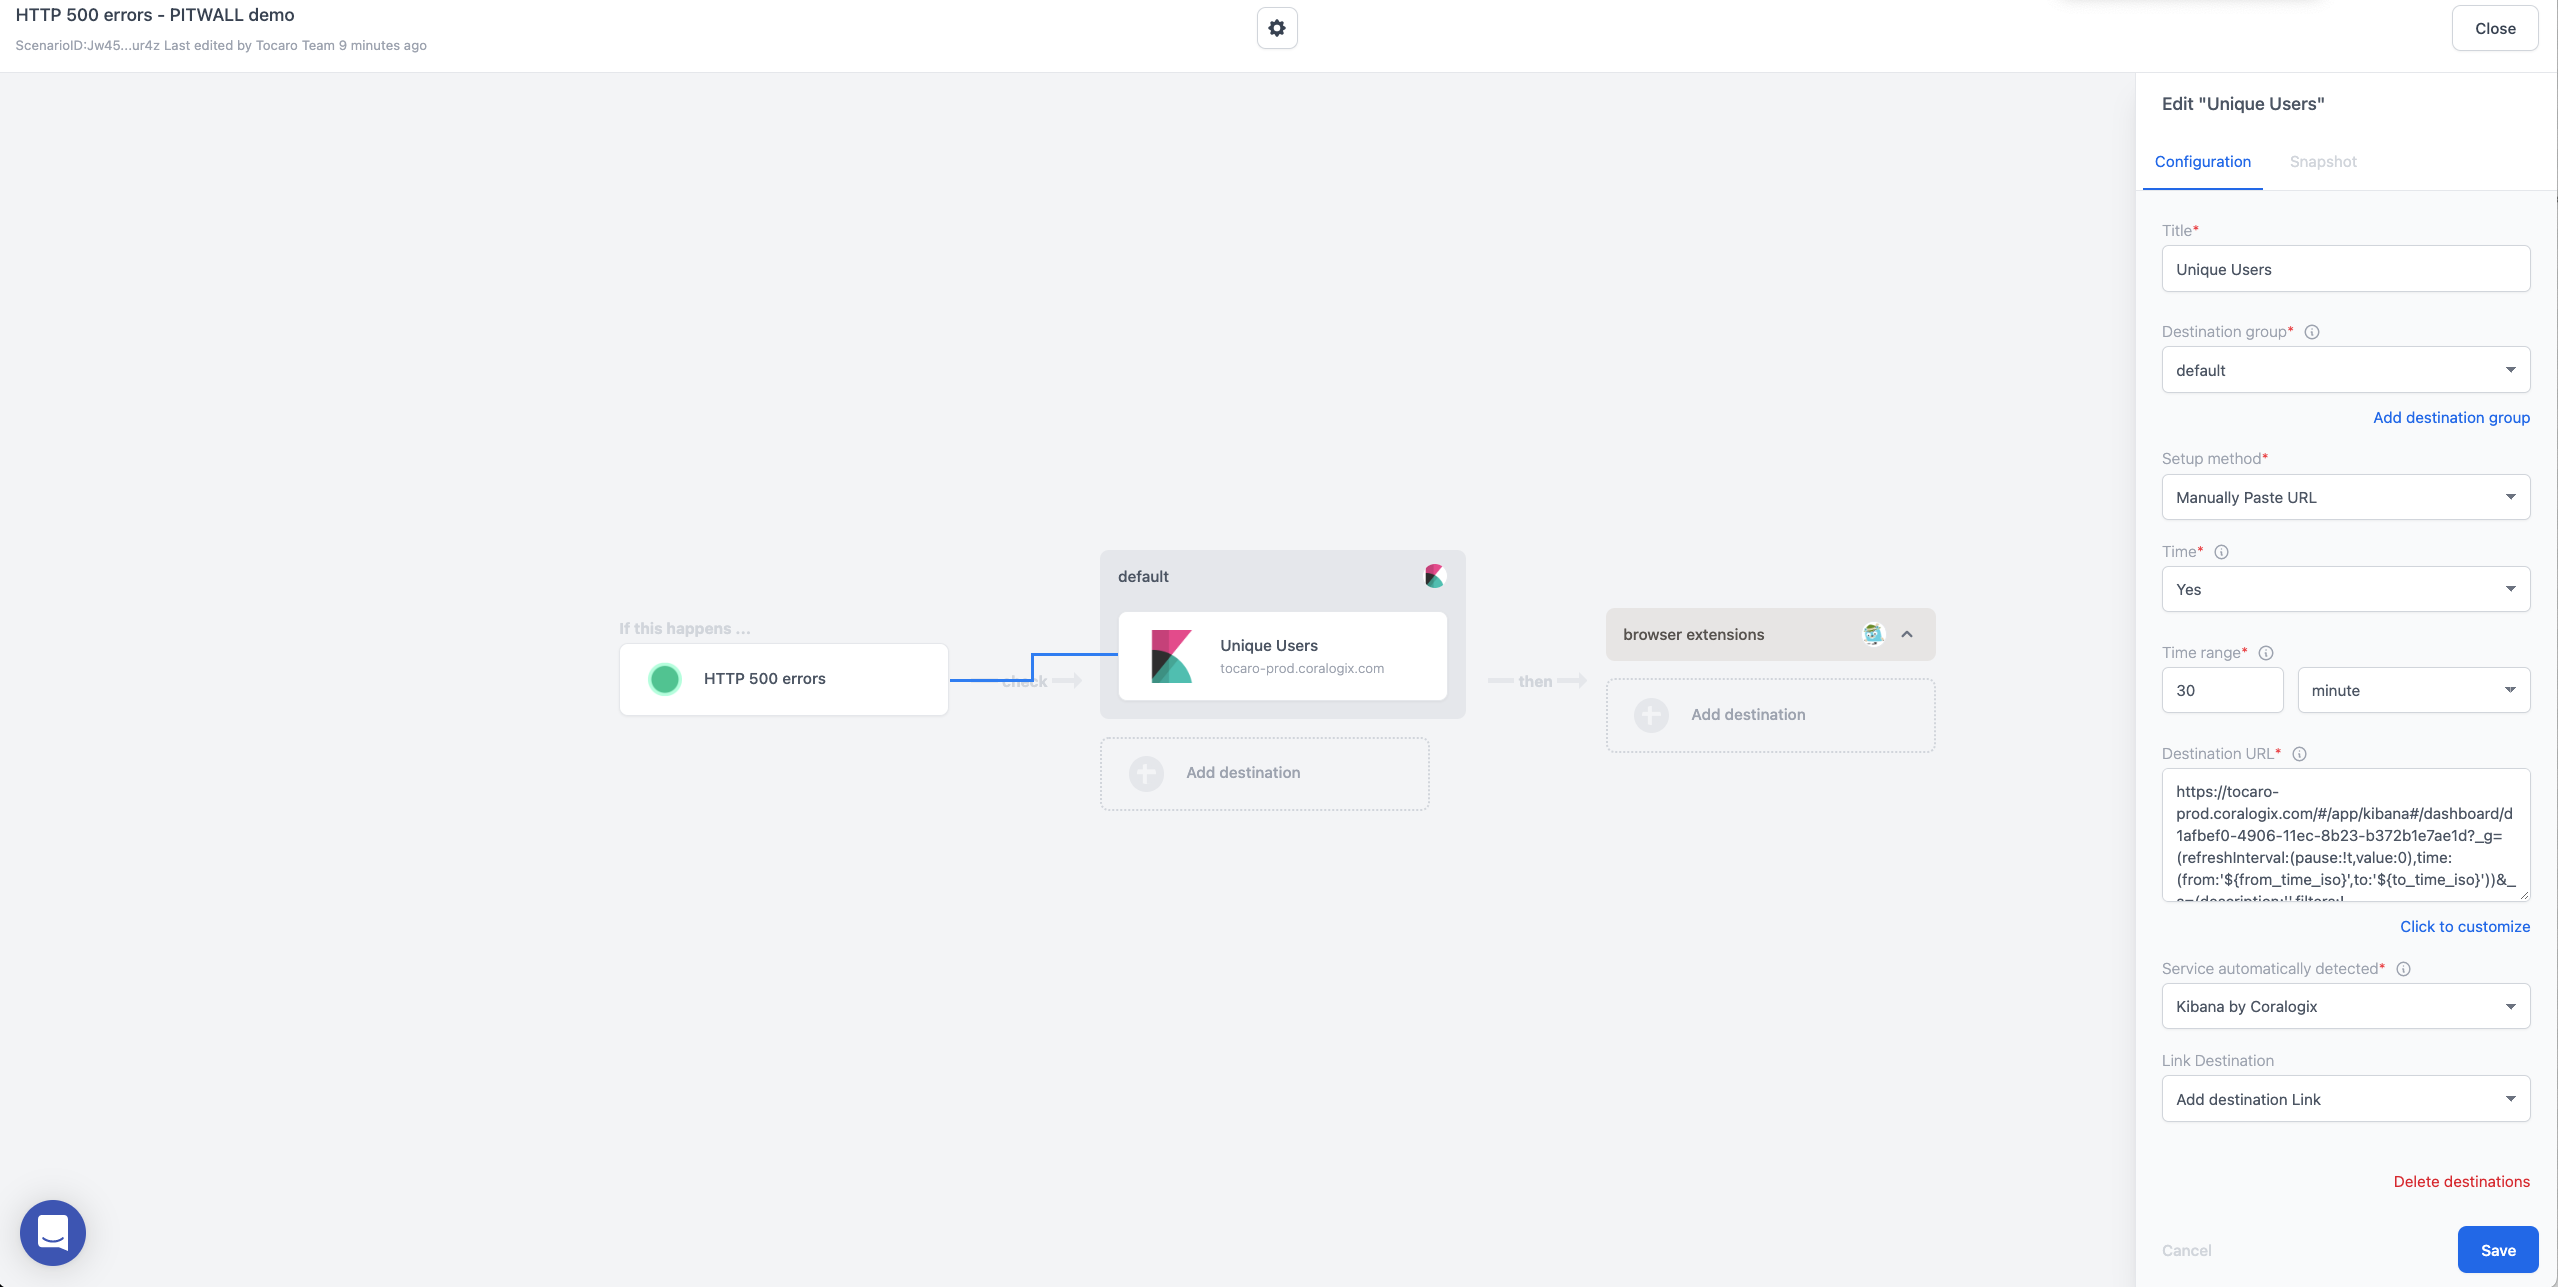 HTTP 500 errors - PITWALL demo
ScenarioID:Jw45...ur4z Last edited by Tocaro Team 9 minutes ago
Close
If this happens ...
HTTP 500 errors
check
default
Unique Users
tocaro-prod.coralogix.com
Add destination
then
browser extensions
Add destination
Edit "Unique Users"
Configuration
Snapshot
Title*
Unique Users
Destination group*
default
Add destination group
Setup method*
Manually Paste URL
Time*
Yes
Time range*
30
minute
Destination URL*
https://tocaro-
prod.coralogix.com/#/app/kibana#/dashboard/d
1afbef0-4906-11ec-8b23-b372b1e7ae1d?_g=
(refreshInterval:(pause:!t,value:0),time:
(from:'${from_time_iso}',to:'${to_time_iso}'))&_
a=(description:'',filters:!
Click to customize
Service automatically detected*
Kibana by Coralogix
Link Destination
Add destination Link
Delete destinations
Cancel
Save